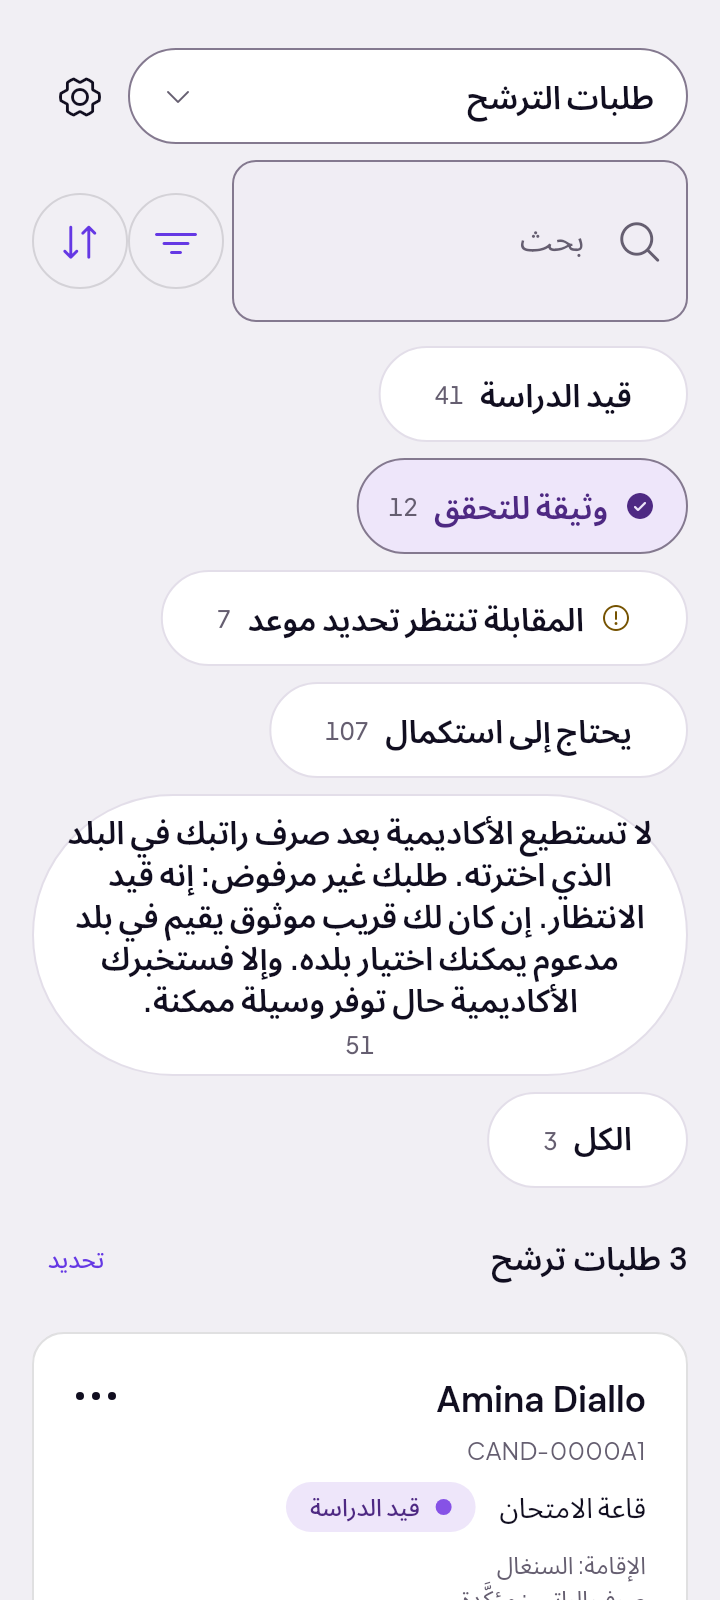 طلبات الترشح
بحث
قيد الدراسة 41
وثيقة للتحقق 12
المقابلة تنتظر تحديد موعد 7
يحتاج إلى استكمال 107
لا تستطيع الأكاديمية بعد صرف راتبك في البلد
الذي اخترته. طلبك غير مرفوض: إنه قيد
الانتظار. إن كان لك قريب موثوق يقيم في بلد
مدعوم يمكنك اختيار بلده. وإلا فستخبرك
الأكاديمية حال توفر وسيلة ممكنة.
51
الكل 3
3 طلبات ترشح
تحديد
Amina Diallo
CAND-0000A1
قاعة الامتحان
قيد الدراسة
الإقامة: السنغال